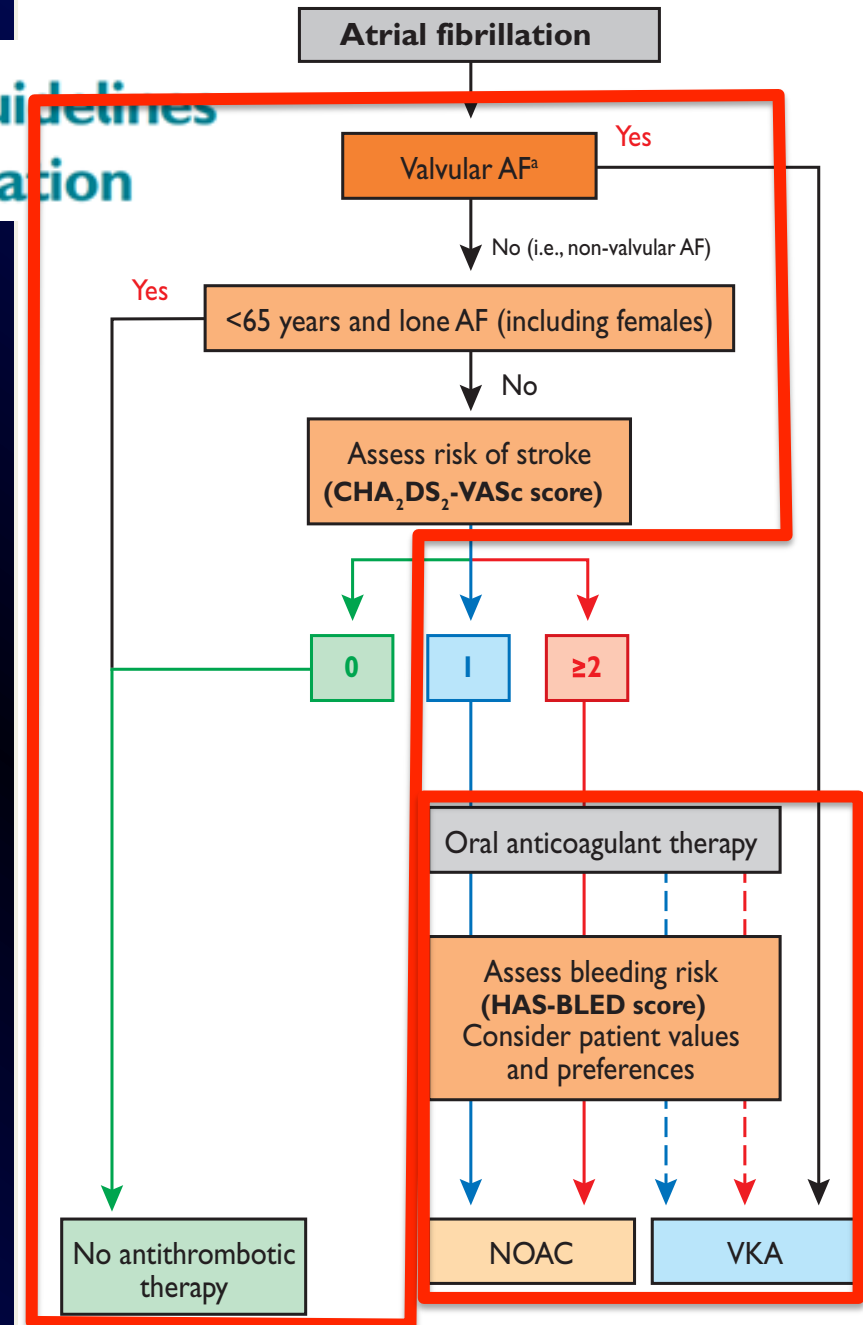 Atrial fibrillation
uidelines
ation
Valvular AFᵃ
Yes
No (i.e., non-valvular AF)
Yes
<65 years and lone AF (including females)
No
Assess risk of stroke
(CHA₂DS₂-VASc score)
0
1
≥2
Oral anticoagulant therapy
Assess bleeding risk
(HAS-BLED score)
Consider patient values
and preferences
No antithrombotic
therapy
NOAC
VKA